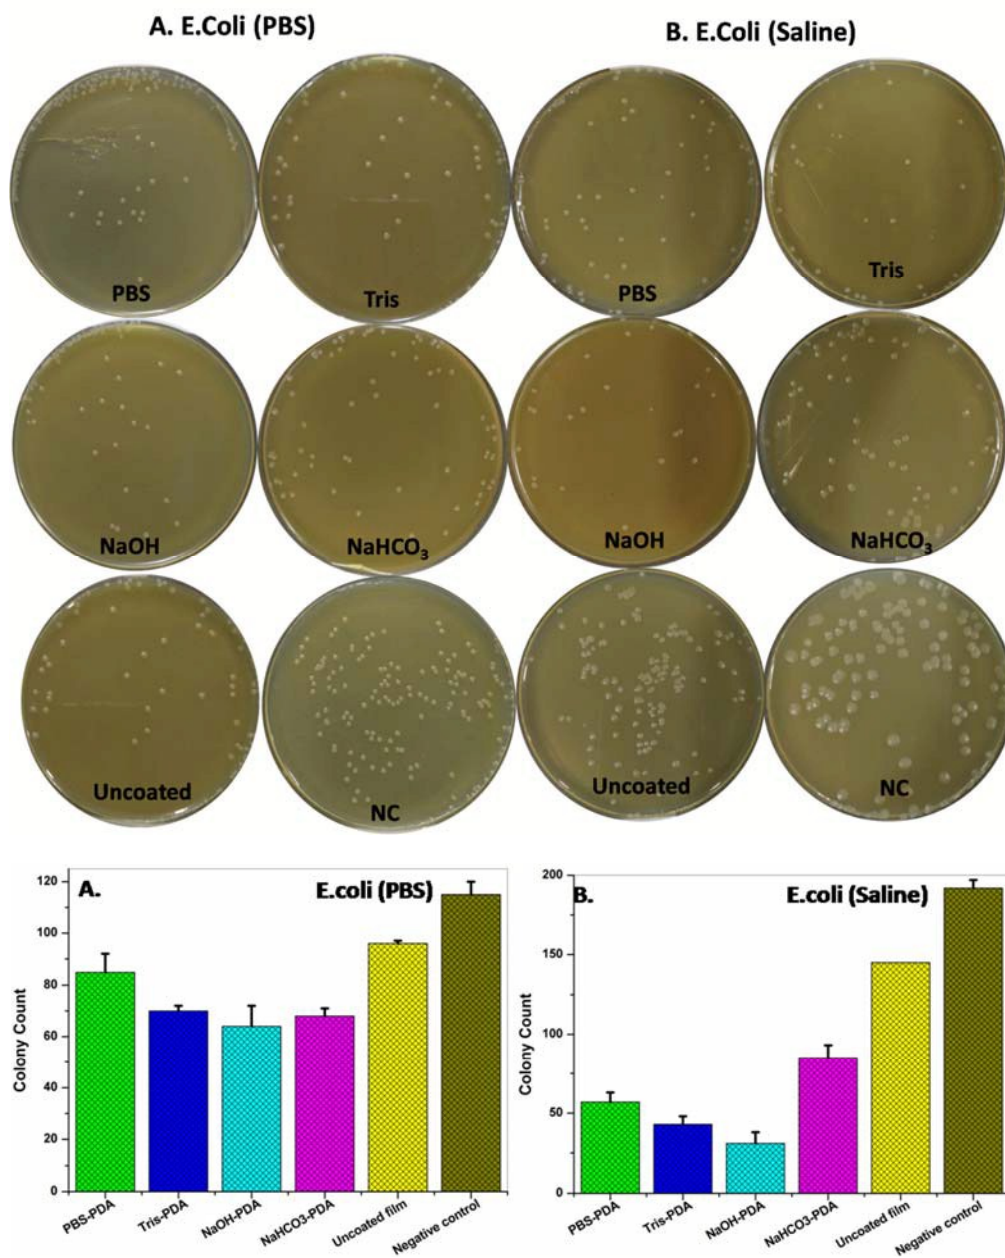 A. E.Coli (PBS)
B. E.Coli (Saline)
PBS
Tris
PBS
Tris
NaOH
NaHCO₃
NaOH
NaHCO₃
Uncoated
NC
Uncoated
NC
A.
E.coli (PBS)
Colony Count
120
100
80
60
40
20
0
PBS-PDA
Tris-PDA
NaOH-PDA
NaHCO3-PDA
Uncoated film
Negative control
B.
E.coli (Saline)
Colony Count
200
150
100
50
0
PBS-PDA
Tris-PDA
NaOH-PDA
NaHCO3-PDA
Uncoated film
Negative control